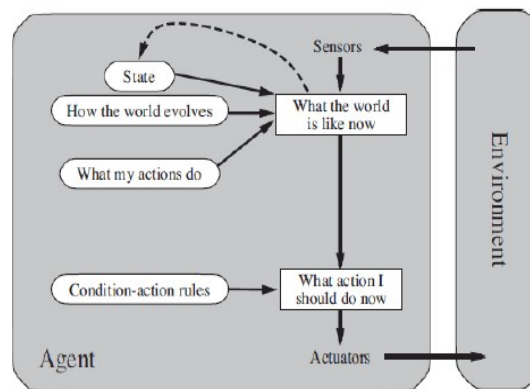 Sensors
State
How the world evolves
What the world
is like now
What my actions do
Condition-action rules
What action I
should do now
Agent
Actuators
Environment